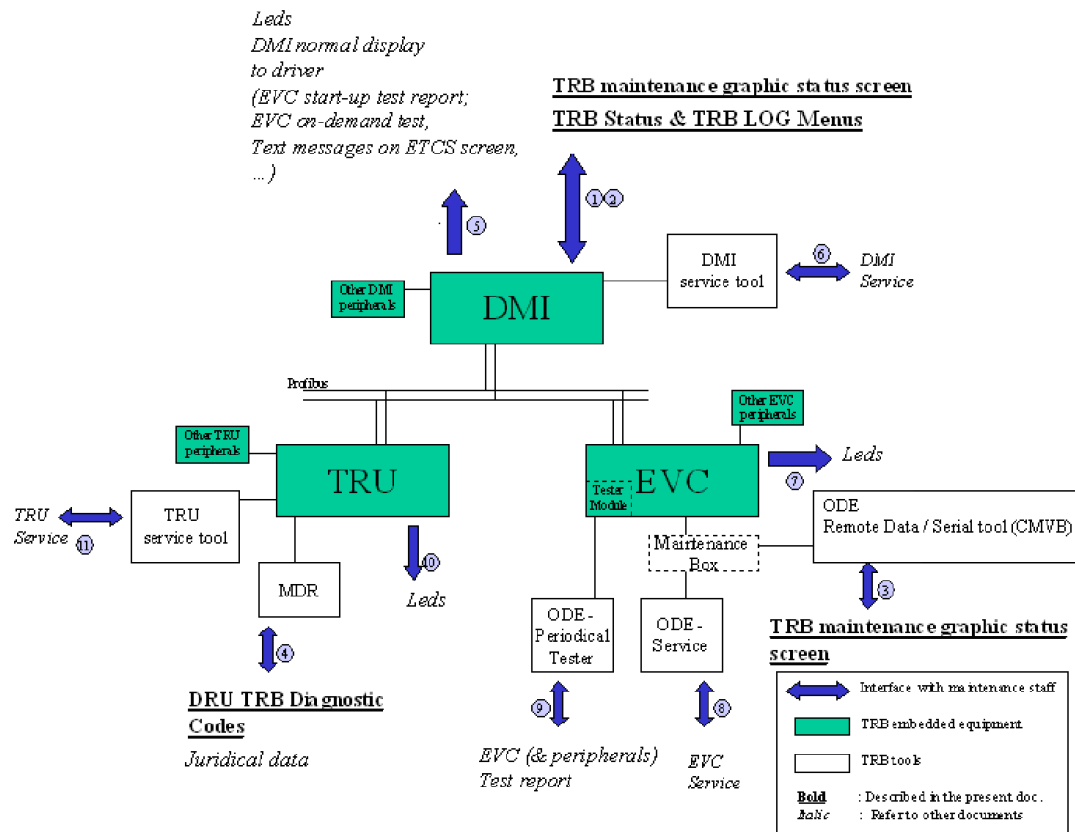 Leds
DMI normal display
to driver
(EVC start-up test report;
EVC on-demand test,
Text messages on ETCS screen,
...)
TRB maintenance graphic status screen
TRB Status & TRB LOG Menus
1 2
5
DMI
service tool
6
DMI
Service
Other DMI
peripherals
DMI
Profibus
Other EVC
peripherals
Other TRU
peripherals
TRU
Tester
Module
EVC
7
Leds
TRU
Service
11
TRU
service tool
10
Leds
MDR
Maintenance
Box
ODE
Remote Data / Serial tool (CMVB)
3
ODE -
Periodical
Tester
ODE -
Service
TRB maintenance graphic status
screen
4
DRU TRB Diagnostic
Codes
Juridical data
9
EVC (& peripherals)
Test report
8
EVC
Service
Interface with maintenance staff
TRB embedded equipment
TRB tools
Bold : Described in the present doc.
Italic : Refer to other documents